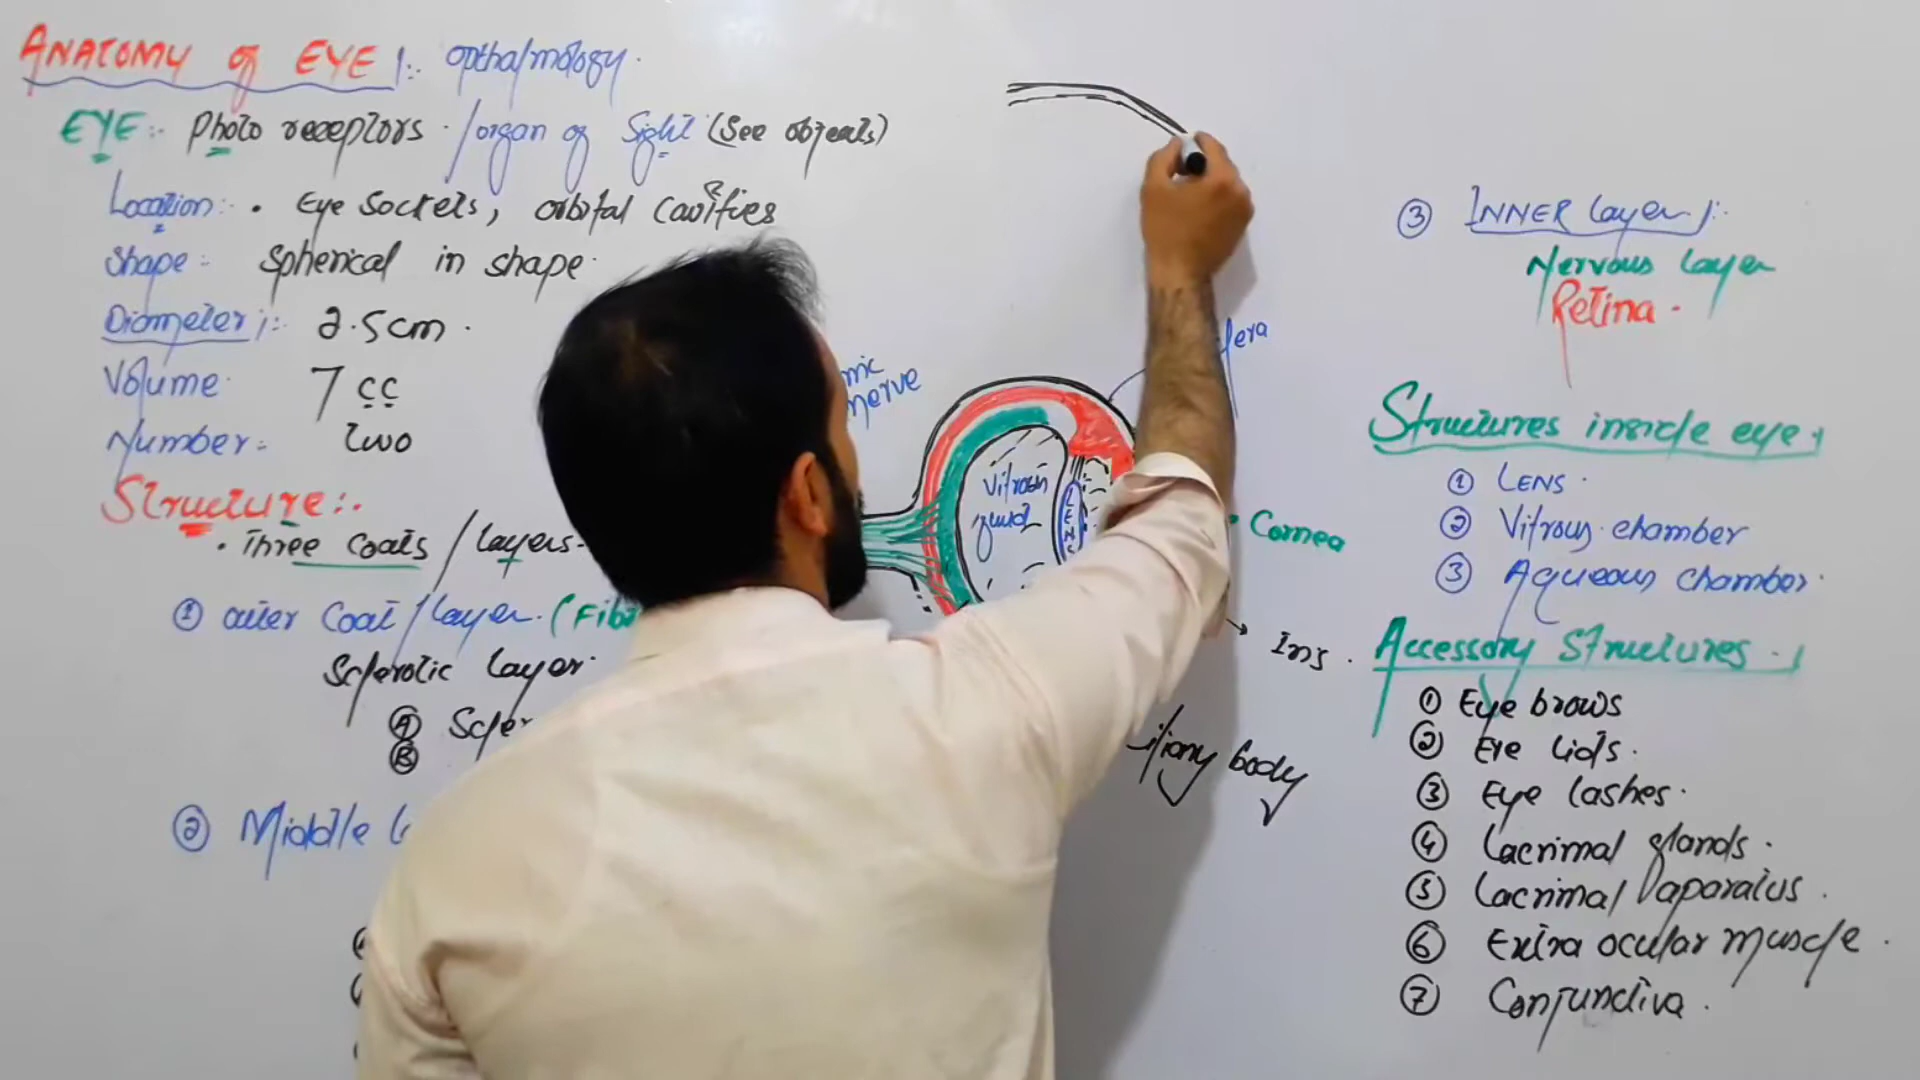 ANATOMY of EYE :. opthalmology.
EYE:. Photo receptors . / organ of Sight (See objects)
Location: . Eye Sockets, orbital Cavities
Shape: Spherical in shape.
Diameter :. 2.5cm .
Volume. 7 cc
Number: Two
Structure:.
. Three Coats / layers.
① outer Coat / layer. (Fib
Sclerotic layer.
Ⓐ Scler
Ⓑ
② Middle
nerve
Vitrous
LENS
fera
Cornea
Iris .
body
③ INNER layer :.
Nervous layer
Retina .
Structures inside eye.
① LENS .
② Vitrous chamber
③ Aqueous chamber.
Accessory Structures .
① Eye brows
② Eye Lids .
③ Eye lashes.
④ Lacrimal glands .
⑤ Lacrimal aparatus .
⑥ Extra ocular muscle .
⑦ Conjunctiva .